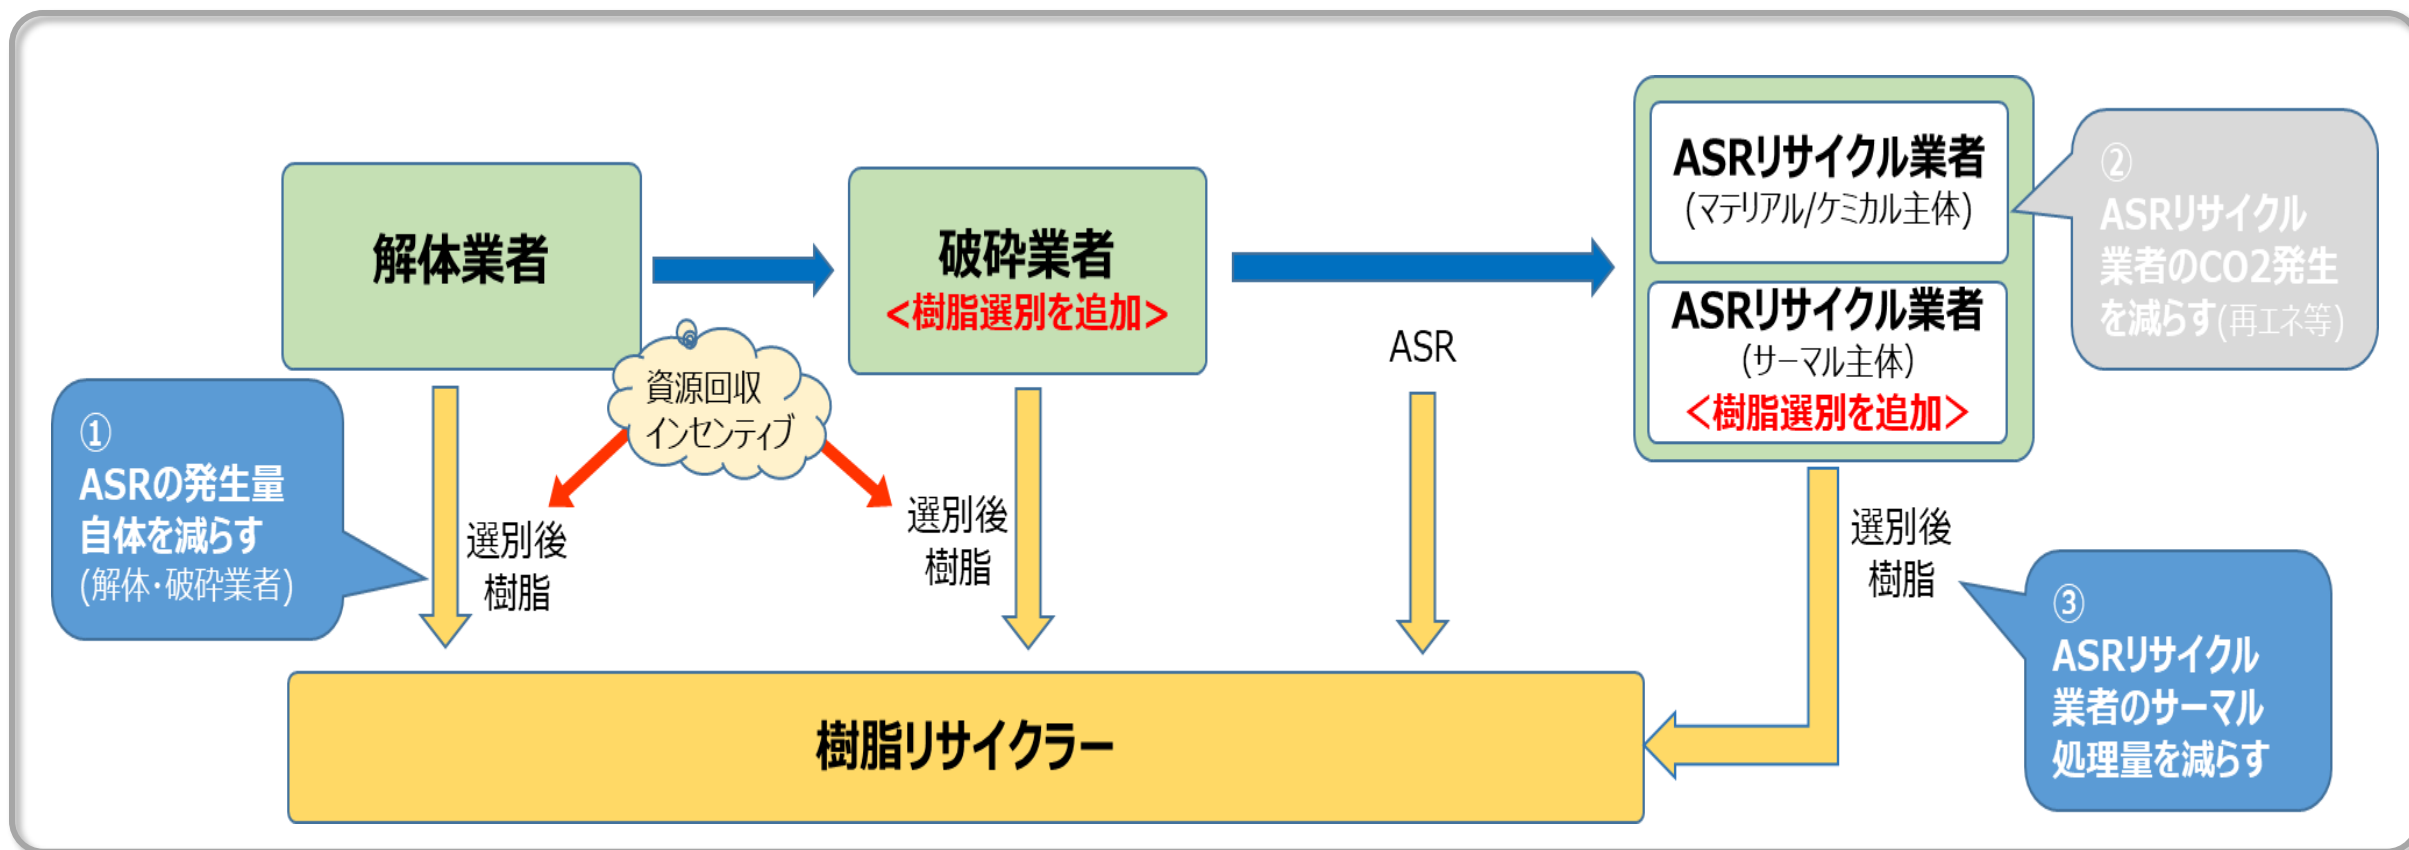 解体業者
破砕業者
<樹脂選別を追加>
ASRリサイクル業者
(マテリアル/ケミカル主体)
ASRリサイクル業者
(サーマル主体)
<樹脂選別を追加>
②
ASRリサイクル
業者のCO2発生
を減らす(再エネ等)
資源回収
インセンティブ
ASR
①
ASRの発生量
自体を減らす
(解体・破砕業者)
選別後
樹脂
選別後
樹脂
選別後
樹脂
③
ASRリサイクル
業者のサーマル
処理量を減らす
樹脂リサイクラー